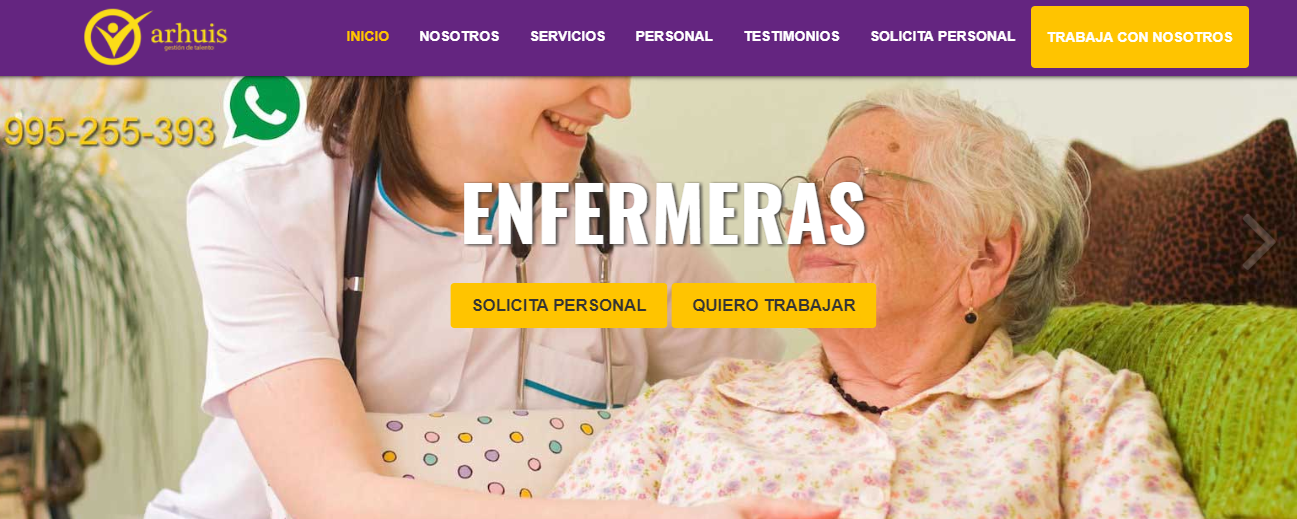 arhuis
gestión de talento
INICIO NOSOTROS SERVICIOS PERSONAL TESTIMONIOS SOLICITA PERSONAL TRABAJA CON NOSOTROS
995-255-393
ENFERMERAS
SOLICITA PERSONAL QUIERO TRABAJAR